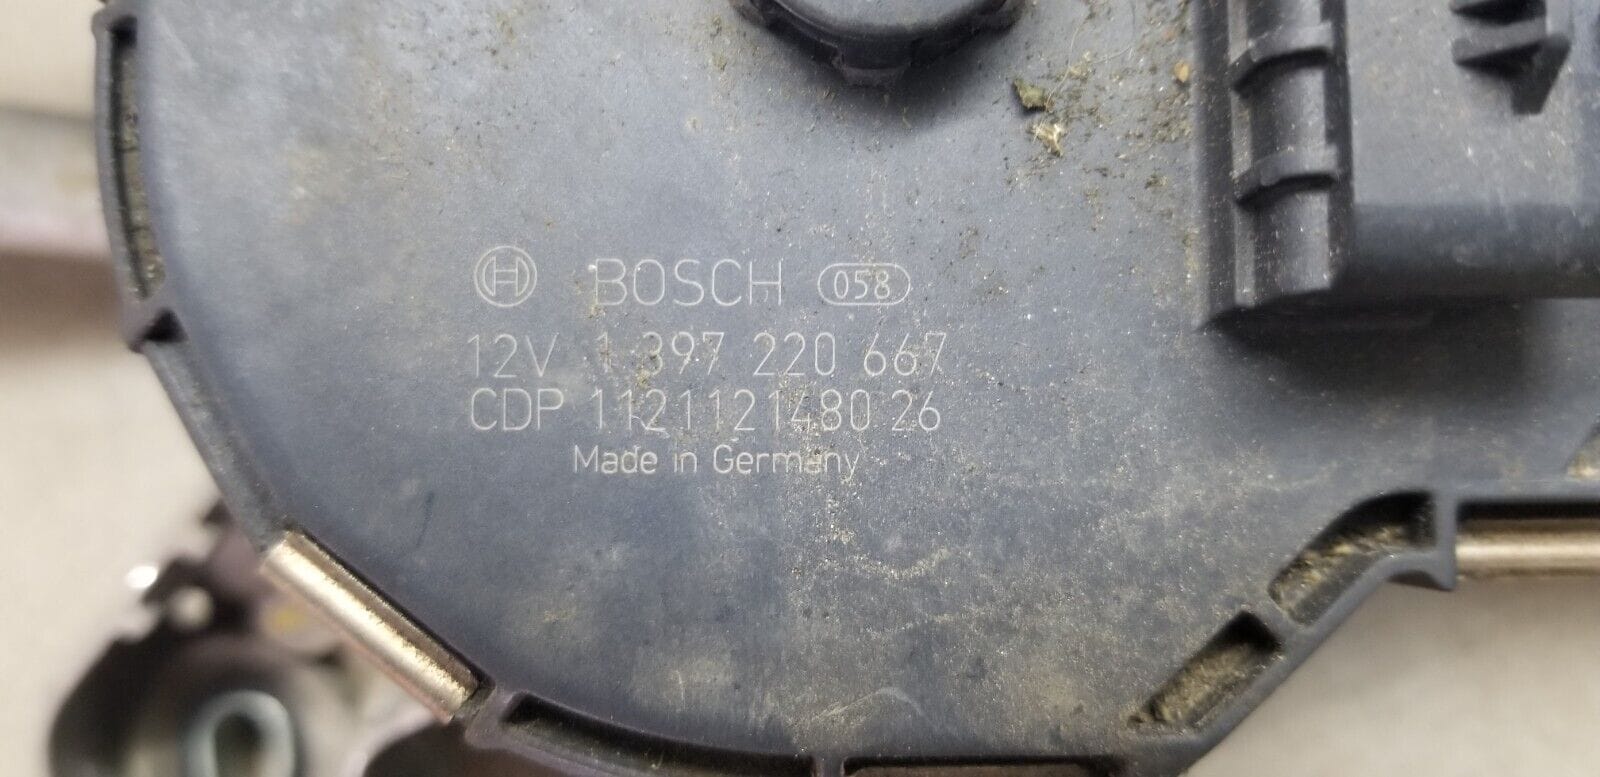 BOSCH 058
12V 1 397 220 667
CDP 1121121480 26
Made in Germany